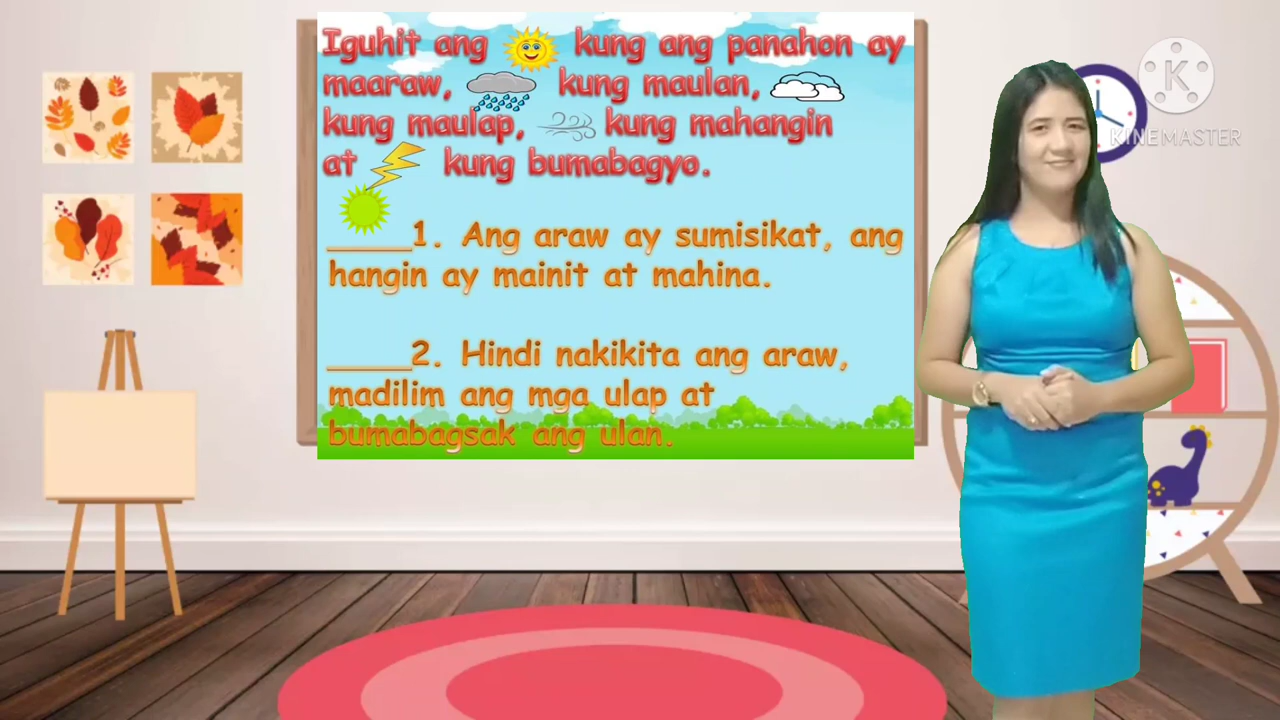 Iguhit ang kung ang panahon ay
maaraw, kung maulan,
kung maulap, kung mahangin
at kung bumabagyo.
_____1. Ang araw ay sumisikat, ang
hangin ay mainit at mahina.
_____2. Hindi nakikita ang araw,
madilim ang mga ulap at
bumabagsak ang ulan.
K
KINEMASTER